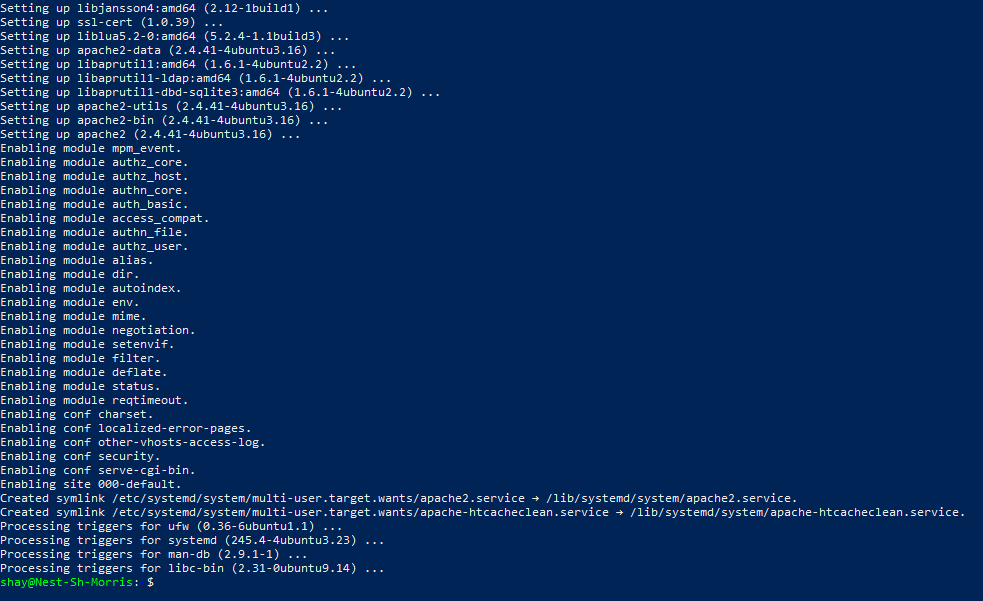 Setting up libjansson4:amd64 (2.12-1build1) ...
Setting up ssl-cert (1.0.39) ...
Setting up liblua5.2-0:amd64 (5.2.4-1.1build3) ...
Setting up apache2-data (2.4.41-4ubuntu3.16) ...
Setting up libaprutil1:amd64 (1.6.1-4ubuntu2.2) ...
Setting up libaprutil1-ldap:amd64 (1.6.1-4ubuntu2.2) ...
Setting up libaprutil1-dbd-sqlite3:amd64 (1.6.1-4ubuntu2.2) ...
Setting up apache2-utils (2.4.41-4ubuntu3.16) ...
Setting up apache2-bin (2.4.41-4ubuntu3.16) ...
Setting up apache2 (2.4.41-4ubuntu3.16) ...
Enabling module mpm_event.
Enabling module authz_core.
Enabling module authz_host.
Enabling module authn_core.
Enabling module auth_basic.
Enabling module access_compat.
Enabling module authn_file.
Enabling module authz_user.
Enabling module alias.
Enabling module dir.
Enabling module autoindex.
Enabling module env.
Enabling module mime.
Enabling module negotiation.
Enabling module setenvif.
Enabling module filter.
Enabling module deflate.
Enabling module status.
Enabling module reqtimeout.
Enabling conf charset.
Enabling conf localized-error-pages.
Enabling conf other-vhosts-access-log.
Enabling conf security.
Enabling conf serve-cgi-bin.
Enabling site 000-default.
Created symlink /etc/systemd/system/multi-user.target.wants/apache2.service → /lib/systemd/system/apache2.service.
Created symlink /etc/systemd/system/multi-user.target.wants/apache-htcacheclean.service → /lib/systemd/system/apache-htcacheclean.service.
Processing triggers for ufw (0.36-6ubuntu1.1) ...
Processing triggers for systemd (245.4-4ubuntu3.23) ...
Processing triggers for man-db (2.9.1-1) ...
Processing triggers for libc-bin (2.31-0ubuntu9.14) ...
shay@Nest-Sh-Morris: $